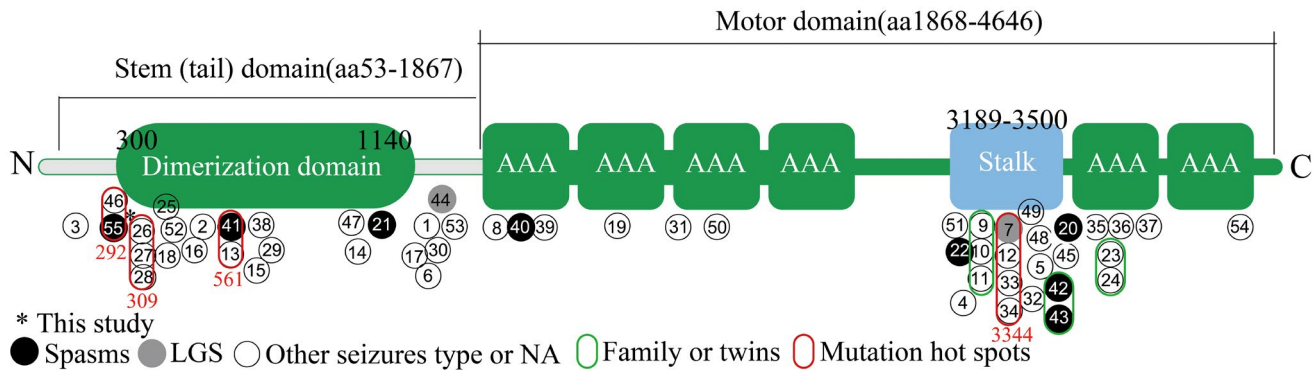 Motor domain(aa1868-4646)
Stem (tail) domain(aa53-1867)
300 1140 3189-3500
N Dimerization domain AAA AAA AAA AAA Stalk AAA AAA C
46 25 44 49
3 55 * 26 52 2 41 38 47 21 1 53 8 40 39 19 31 50 51 9 7 48 20 35 36 37 54
292 27 18 16 13 29 14 17 30 22 10 12 5 45 23
28 15 6 11 33 42 24
309 561 4 34 32 43
3344
* This study
Spasms LGS Other seizures type or NA Family or twins Mutation hot spots